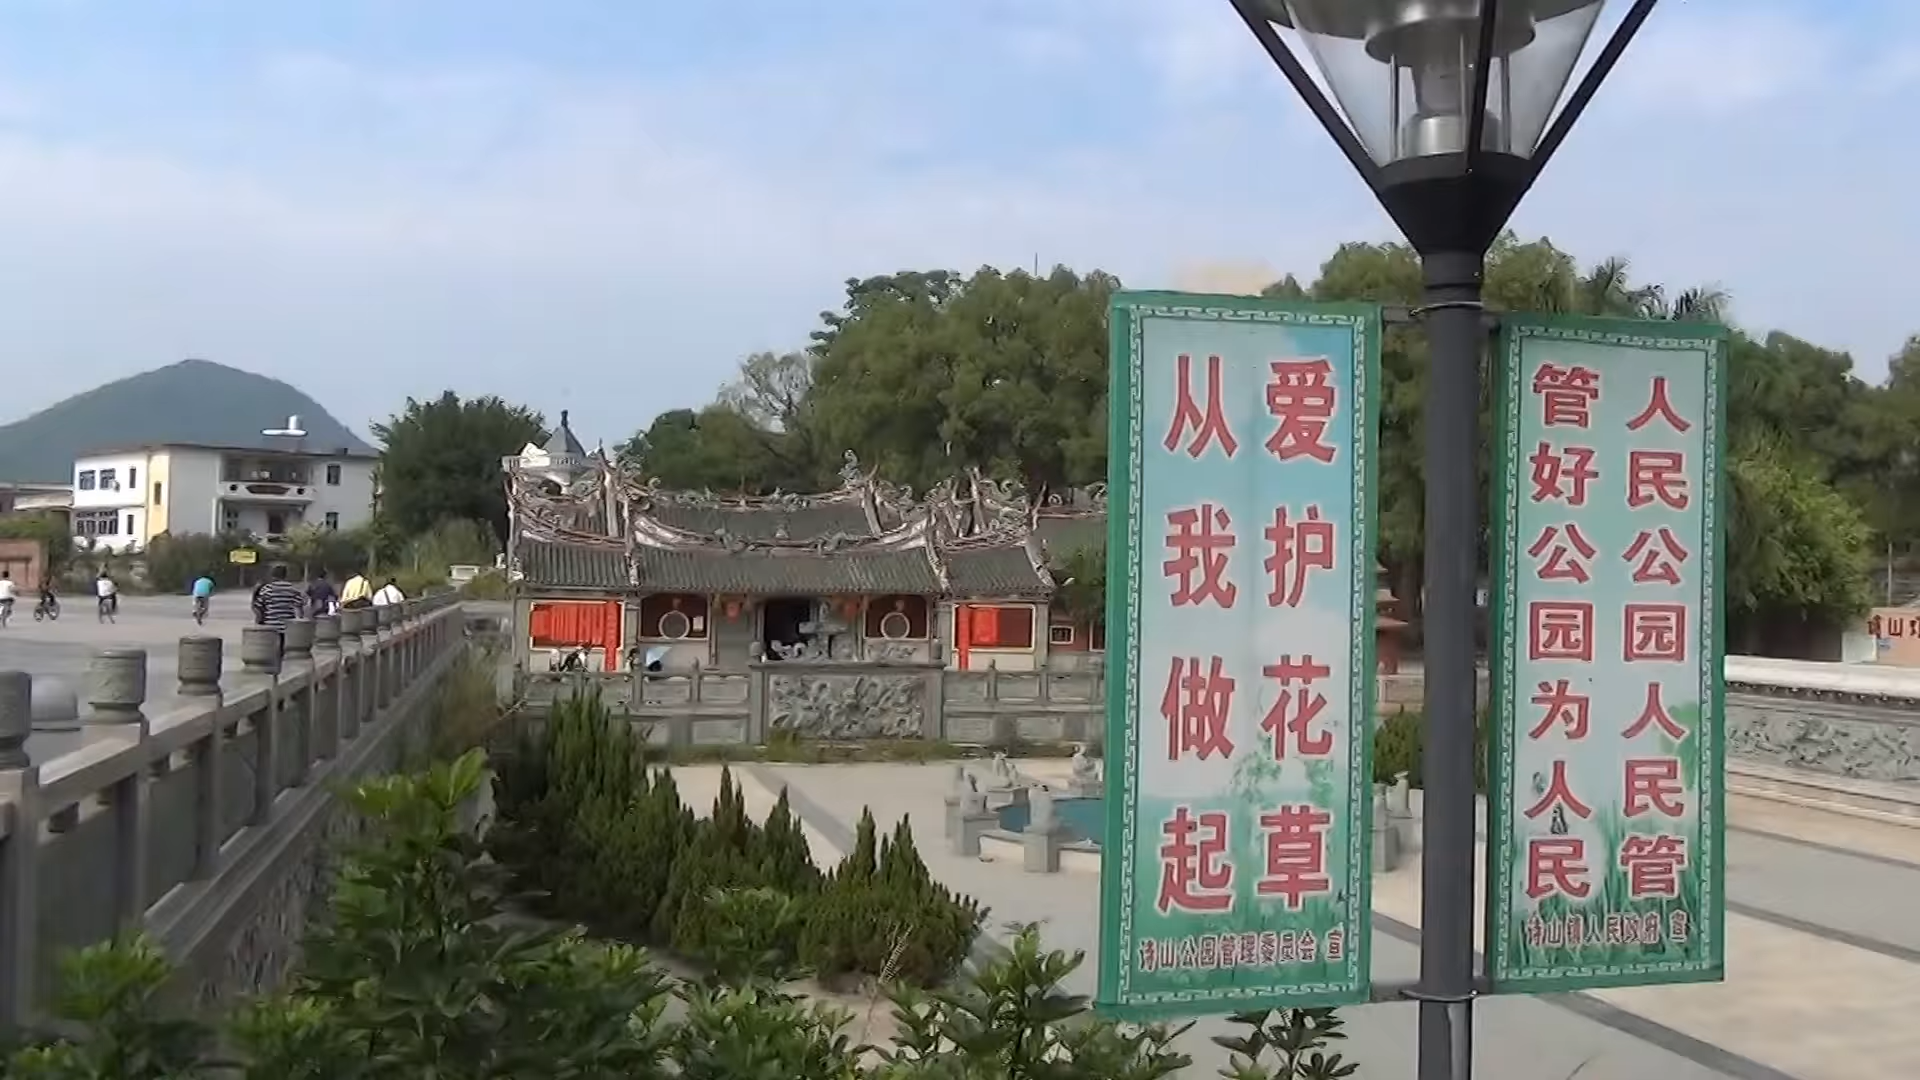 爱护花草
从我做起
诗山公园管理委员会 宣
人民公园人民管
管好公园为人民
诗山镇人民政府 宣